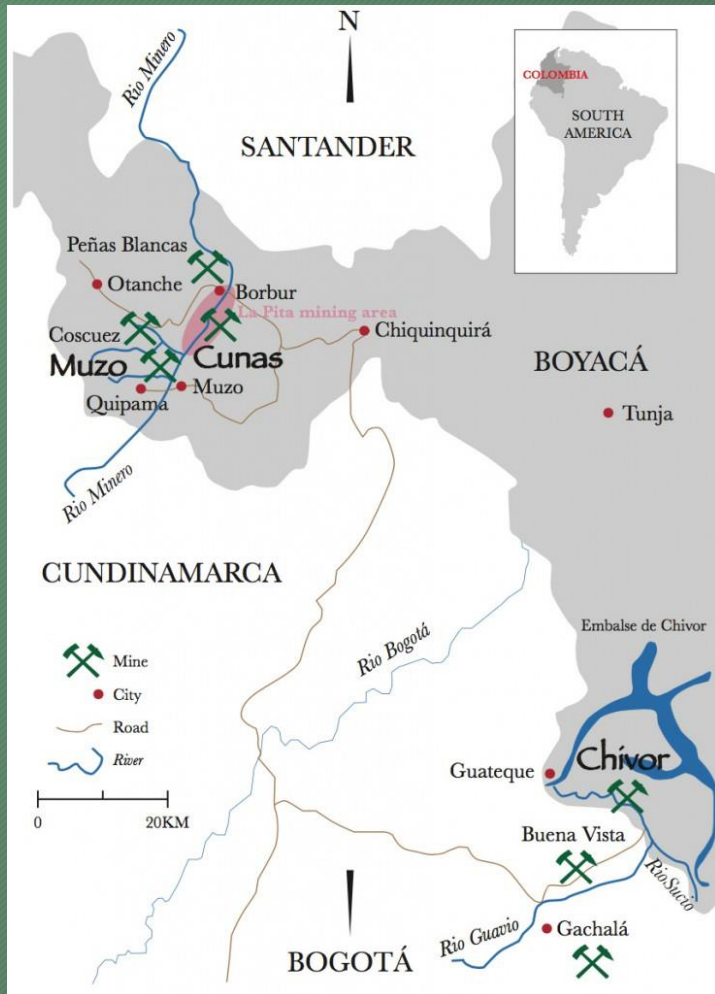 N
Rio Minero
COLOMBIA
SOUTH
AMERICA
SANTANDER
Peñas Blancas
Otanche
Borbur
La Pita mining area
Coscuez
Chiquinquirá
Muzo
Cunas
BOYACÁ
Muzo
Quipama
Tunja
Rio Minero
CUNDINAMARCA
Embalse de Chivor
Rio Bogotá
Mine
City
Road
River
Guateque
Chivor
0
20KM
Buena Vista
Rio Sucio
Rio Guavio
Gachalá
BOGOTÁ